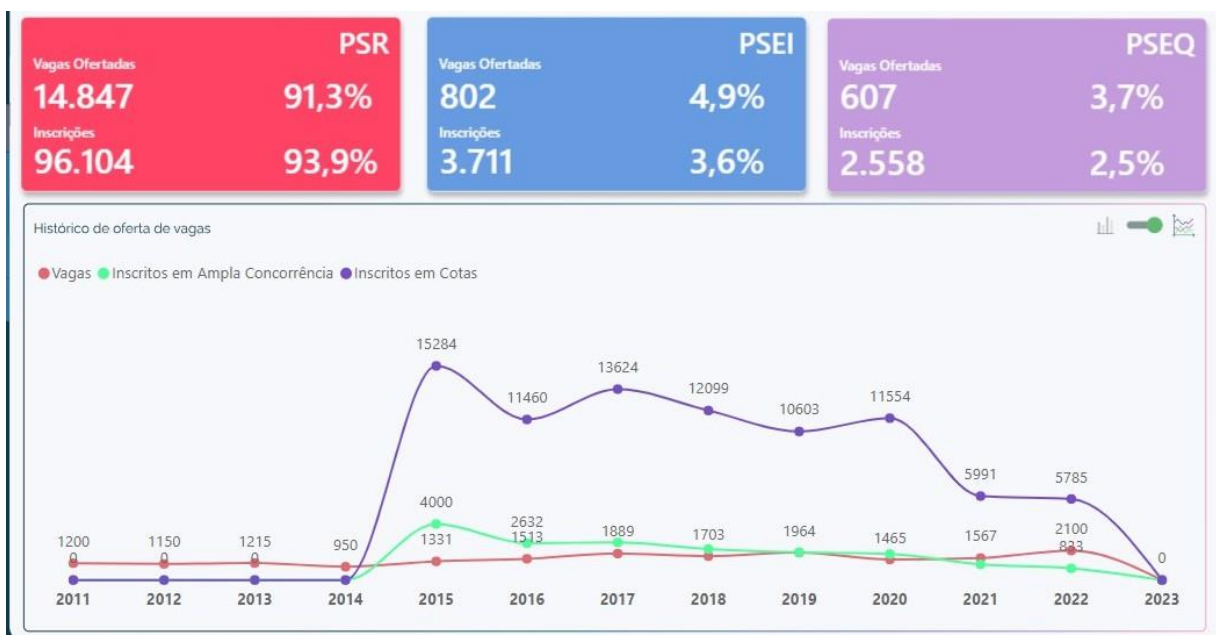 PSR
Vagas Ofertadas
14.847 91,3%
Inscrições
96.104 93,9%
PSEI
Vagas Ofertadas
802 4,9%
Inscrições
3.711 3,6%
PSEQ
Vagas Ofertadas
607 3,7%
Inscrições
2.558 2,5%
Histórico de oferta de vagas
Vagas Inscritos em Ampla Concorrência Inscritos em Cotas
15284
11460
13624
12099
10603
11554
5991
5785
4000
2632
1200 1150 1215 950 1331 1513 1889 1703 1964 1465 1567 2100
833
0 0 0 0
2011 2012 2013 2014 2015 2016 2017 2018 2019 2020 2021 2022 2023